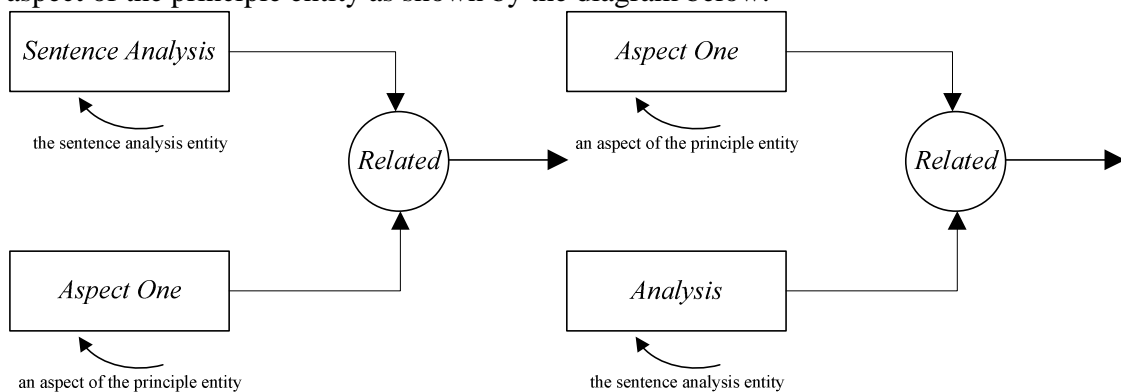 aspect of the principle entity as shown by the diagram below.
Sentence Analysis
the sentence analysis entity
Related
Aspect One
an aspect of the principle entity
Aspect One
an aspect of the principle entity
Related
Analysis
the sentence analysis entity